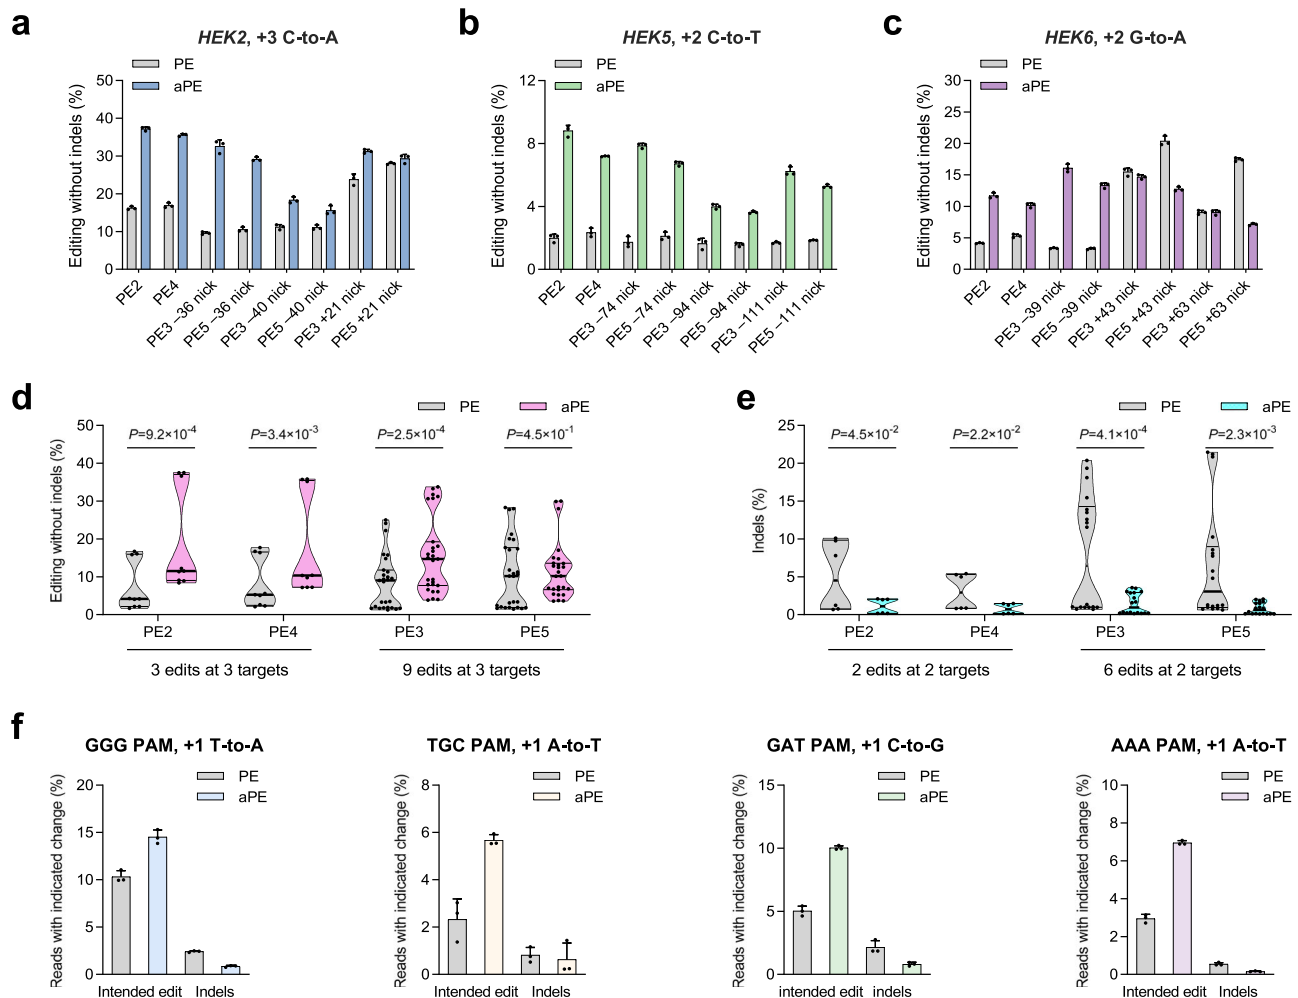 a
HEK2, +3 C-to-A
PE
aPE
Editing without indels (%)
50
40
30
20
10
0
PE2
PE4
PE3 –36 nick
PE5 –36 nick
PE3 –40 nick
PE5 –40 nick
PE3 +21 nick
PE5 +21 nick
b
HEK5, +2 C-to-T
PE
aPE
Editing without indels (%)
12
8
4
0
PE2
PE4
PE3 –74 nick
PE5 –74 nick
PE3 –94 nick
PE5 –94 nick
PE3 –111 nick
PE5 –111 nick
c
HEK6, +2 G-to-A
PE
aPE
Editing without indels (%)
30
25
20
15
10
5
0
PE2
PE4
PE3 –39 nick
PE5 –39 nick
PE3 +43 nick
PE5 +43 nick
PE3 +63 nick
PE5 +63 nick
d
PE
aPE
Editing without indels (%)
50
40
30
20
10
0
P=9.2×10⁻⁴
P=3.4×10⁻³
P=2.5×10⁻⁴
P=4.5×10⁻¹
PE2
PE4
PE3
PE5
3 edits at 3 targets
9 edits at 3 targets
e
PE
aPE
Indels (%)
25
20
15
10
5
0
P=4.5×10⁻²
P=2.2×10⁻²
P=4.1×10⁻⁴
P=2.3×10⁻³
PE2
PE4
PE3
PE5
2 edits at 2 targets
6 edits at 2 targets
f
GGG PAM, +1 T-to-A
PE
aPE
Reads with indicated change (%)
20
15
10
5
0
Intended edit
Indels
TGC PAM, +1 A-to-T
PE
aPE
Reads with indicated change (%)
8
6
4
2
0
Intended edit
Indels
GAT PAM, +1 C-to-G
PE
aPE
Reads with indicated change (%)
15
10
5
0
intended edit
indels
AAA PAM, +1 A-to-T
PE
aPE
Reads with indicated change (%)
10
8
6
4
2
0
Intended edit
Indels